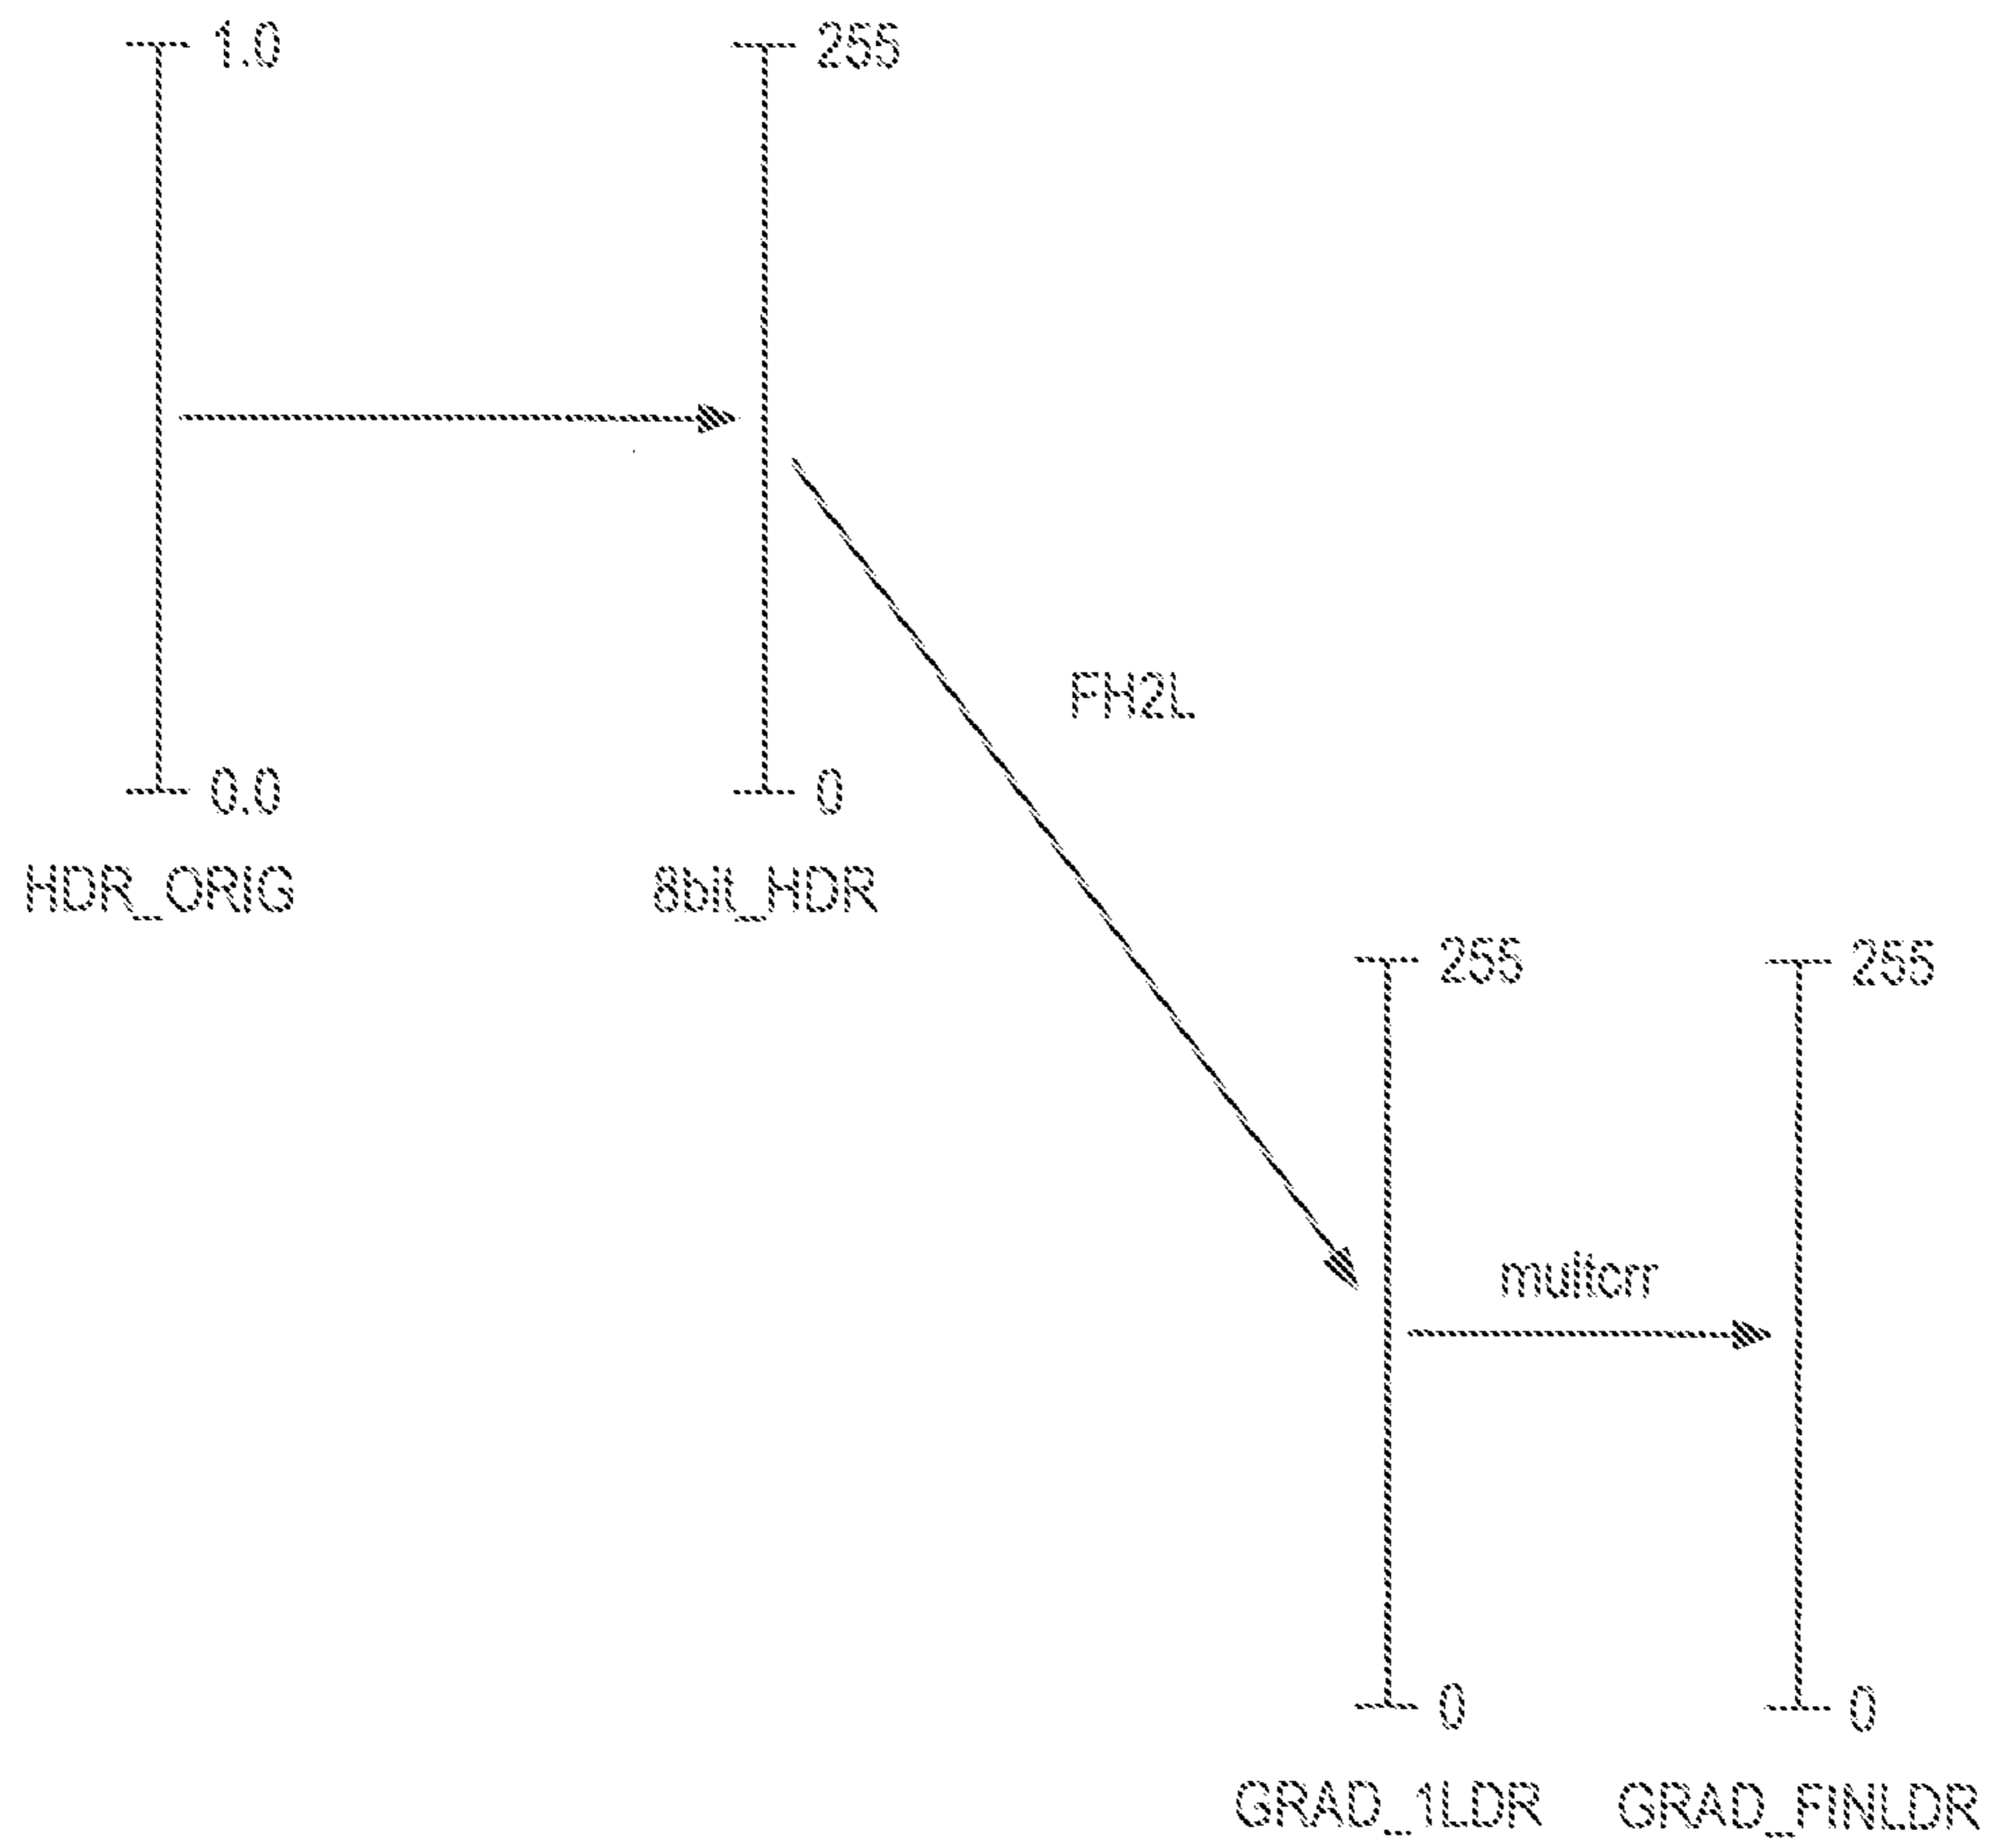 1.0
255
0.0
0
HDR_ORIG
8bit_HDR
FH2L
255
255
multcrr
0
0
GRAD_1LDR
GRAD_FINLDR